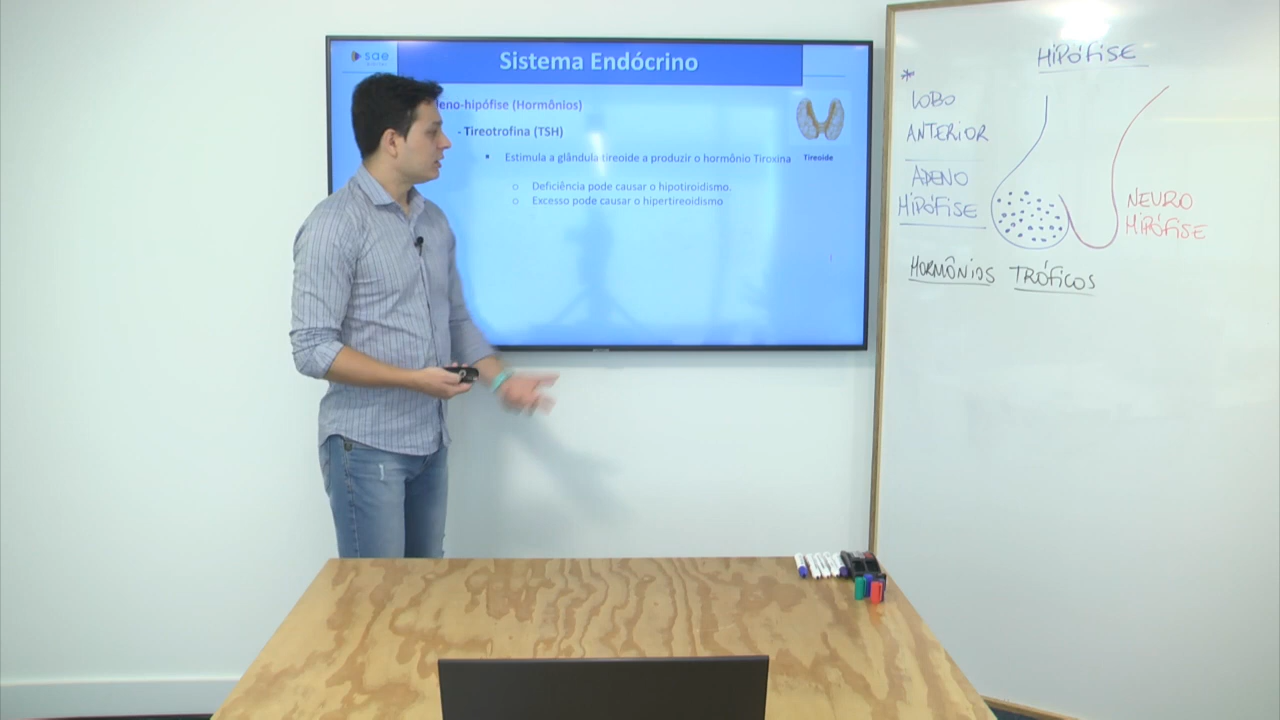 sae
Sistema Endócrino
deno-hipófise (Hormônios)
- Tireotrofina (TSH)
▪ Estimula a glândula tireoide a produzir o hormônio Tiroxina
Tireoide
o Deficiência pode causar o hipotiroidismo.
o Excesso pode causar o hipertireoidismo
HIPÓFISE
*
LOBO
ANTERIOR
ADENO
HIPÓFISE
NEURO
HIPÓFISE
HORMÔNIOS TRÓFICOS